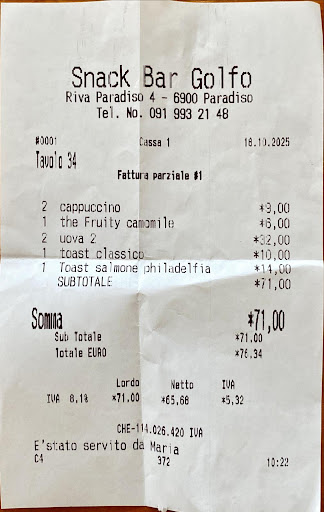 Snack Bar Golfo
Riva Paradiso 4 - 6900 Paradiso
Tel. No. 091 993 21 48
#0001 Cassa 1 18.10.2025
Tavolo 34
Fattura parziale #1
2 cappuccino *9,00
1 the Fruity camomile *6,00
2 uova 2 *32,00
1 toast classico *10,00
1 Toast salmone philadelfia *14,00
SUBTOTALE *71,00
Somma *71,00
Sub Totale *71.00
Totale EURO *76.34
Lordo Netto IVA
IVA 8,1% *71,00 *65,68 *5,32
CHE-114.026.420 IVA
E'stato servito da Maria
C4 372 10:22